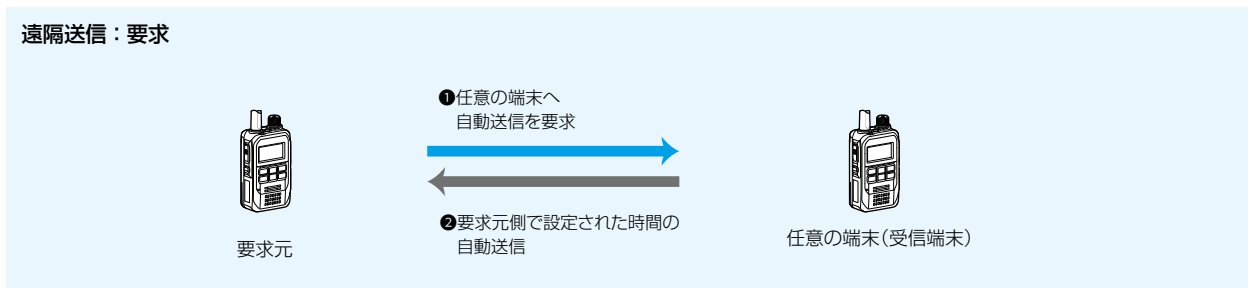 遠隔送信：要求
❶任意の端末へ
自動送信を要求
❷要求元側で設定された時間の
自動送信
要求元
任意の端末（受信端末）